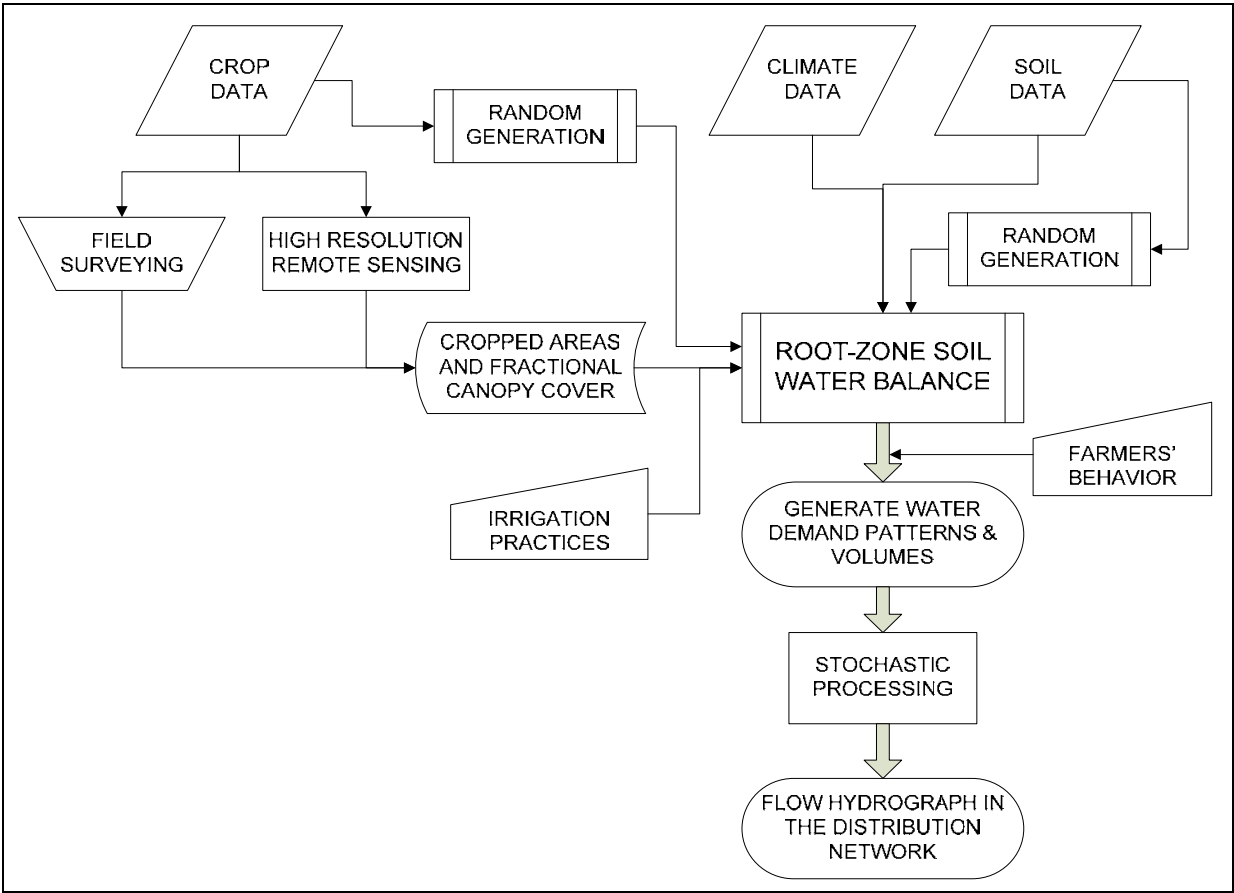 CROP
DATA
RANDOM
GENERATION
CLIMATE
DATA
SOIL
DATA
FIELD
SURVEYING
HIGH RESOLUTION
REMOTE SENSING
RANDOM
GENERATION
CROPPED AREAS
AND FRACTIONAL
CANOPY COVER
ROOT-ZONE SOIL
WATER BALANCE
IRRIGATION
PRACTICES
FARMERS'
BEHAVIOR
GENERATE WATER
DEMAND PATTERNS &
VOLUMES
STOCHASTIC
PROCESSING
FLOW HYDROGRAPH IN
THE DISTRIBUTION
NETWORK